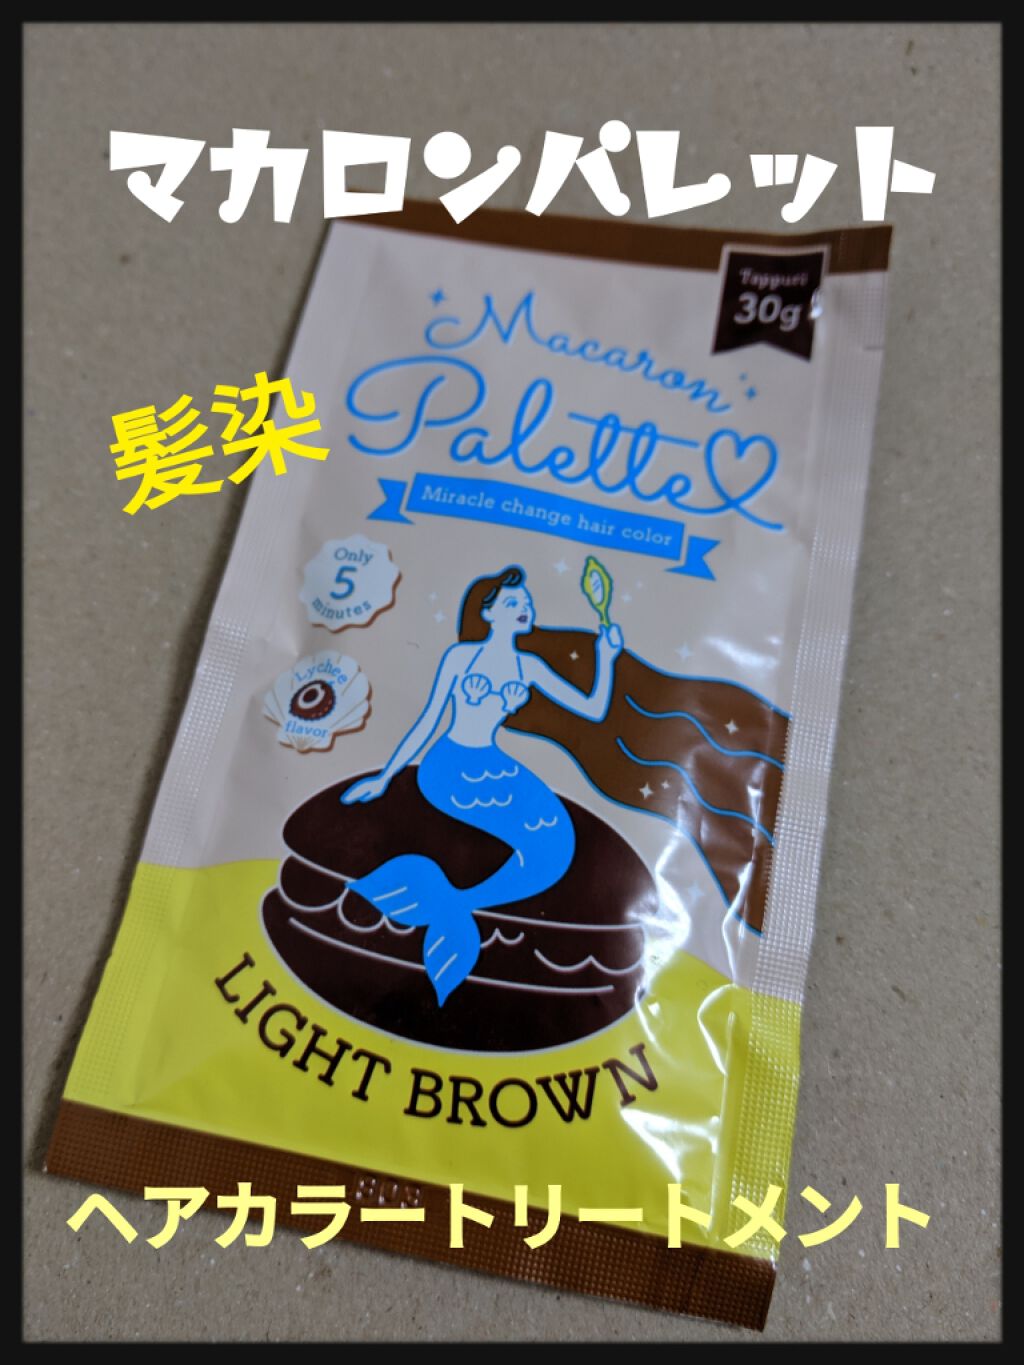 マカロンパレット
Tappuri
30g
Macaron
Palette
髪染
Miracle change hair color
Only
5
minutes
Lychee
flavor
LIGHT BROWN
ヘアカラートリートメント